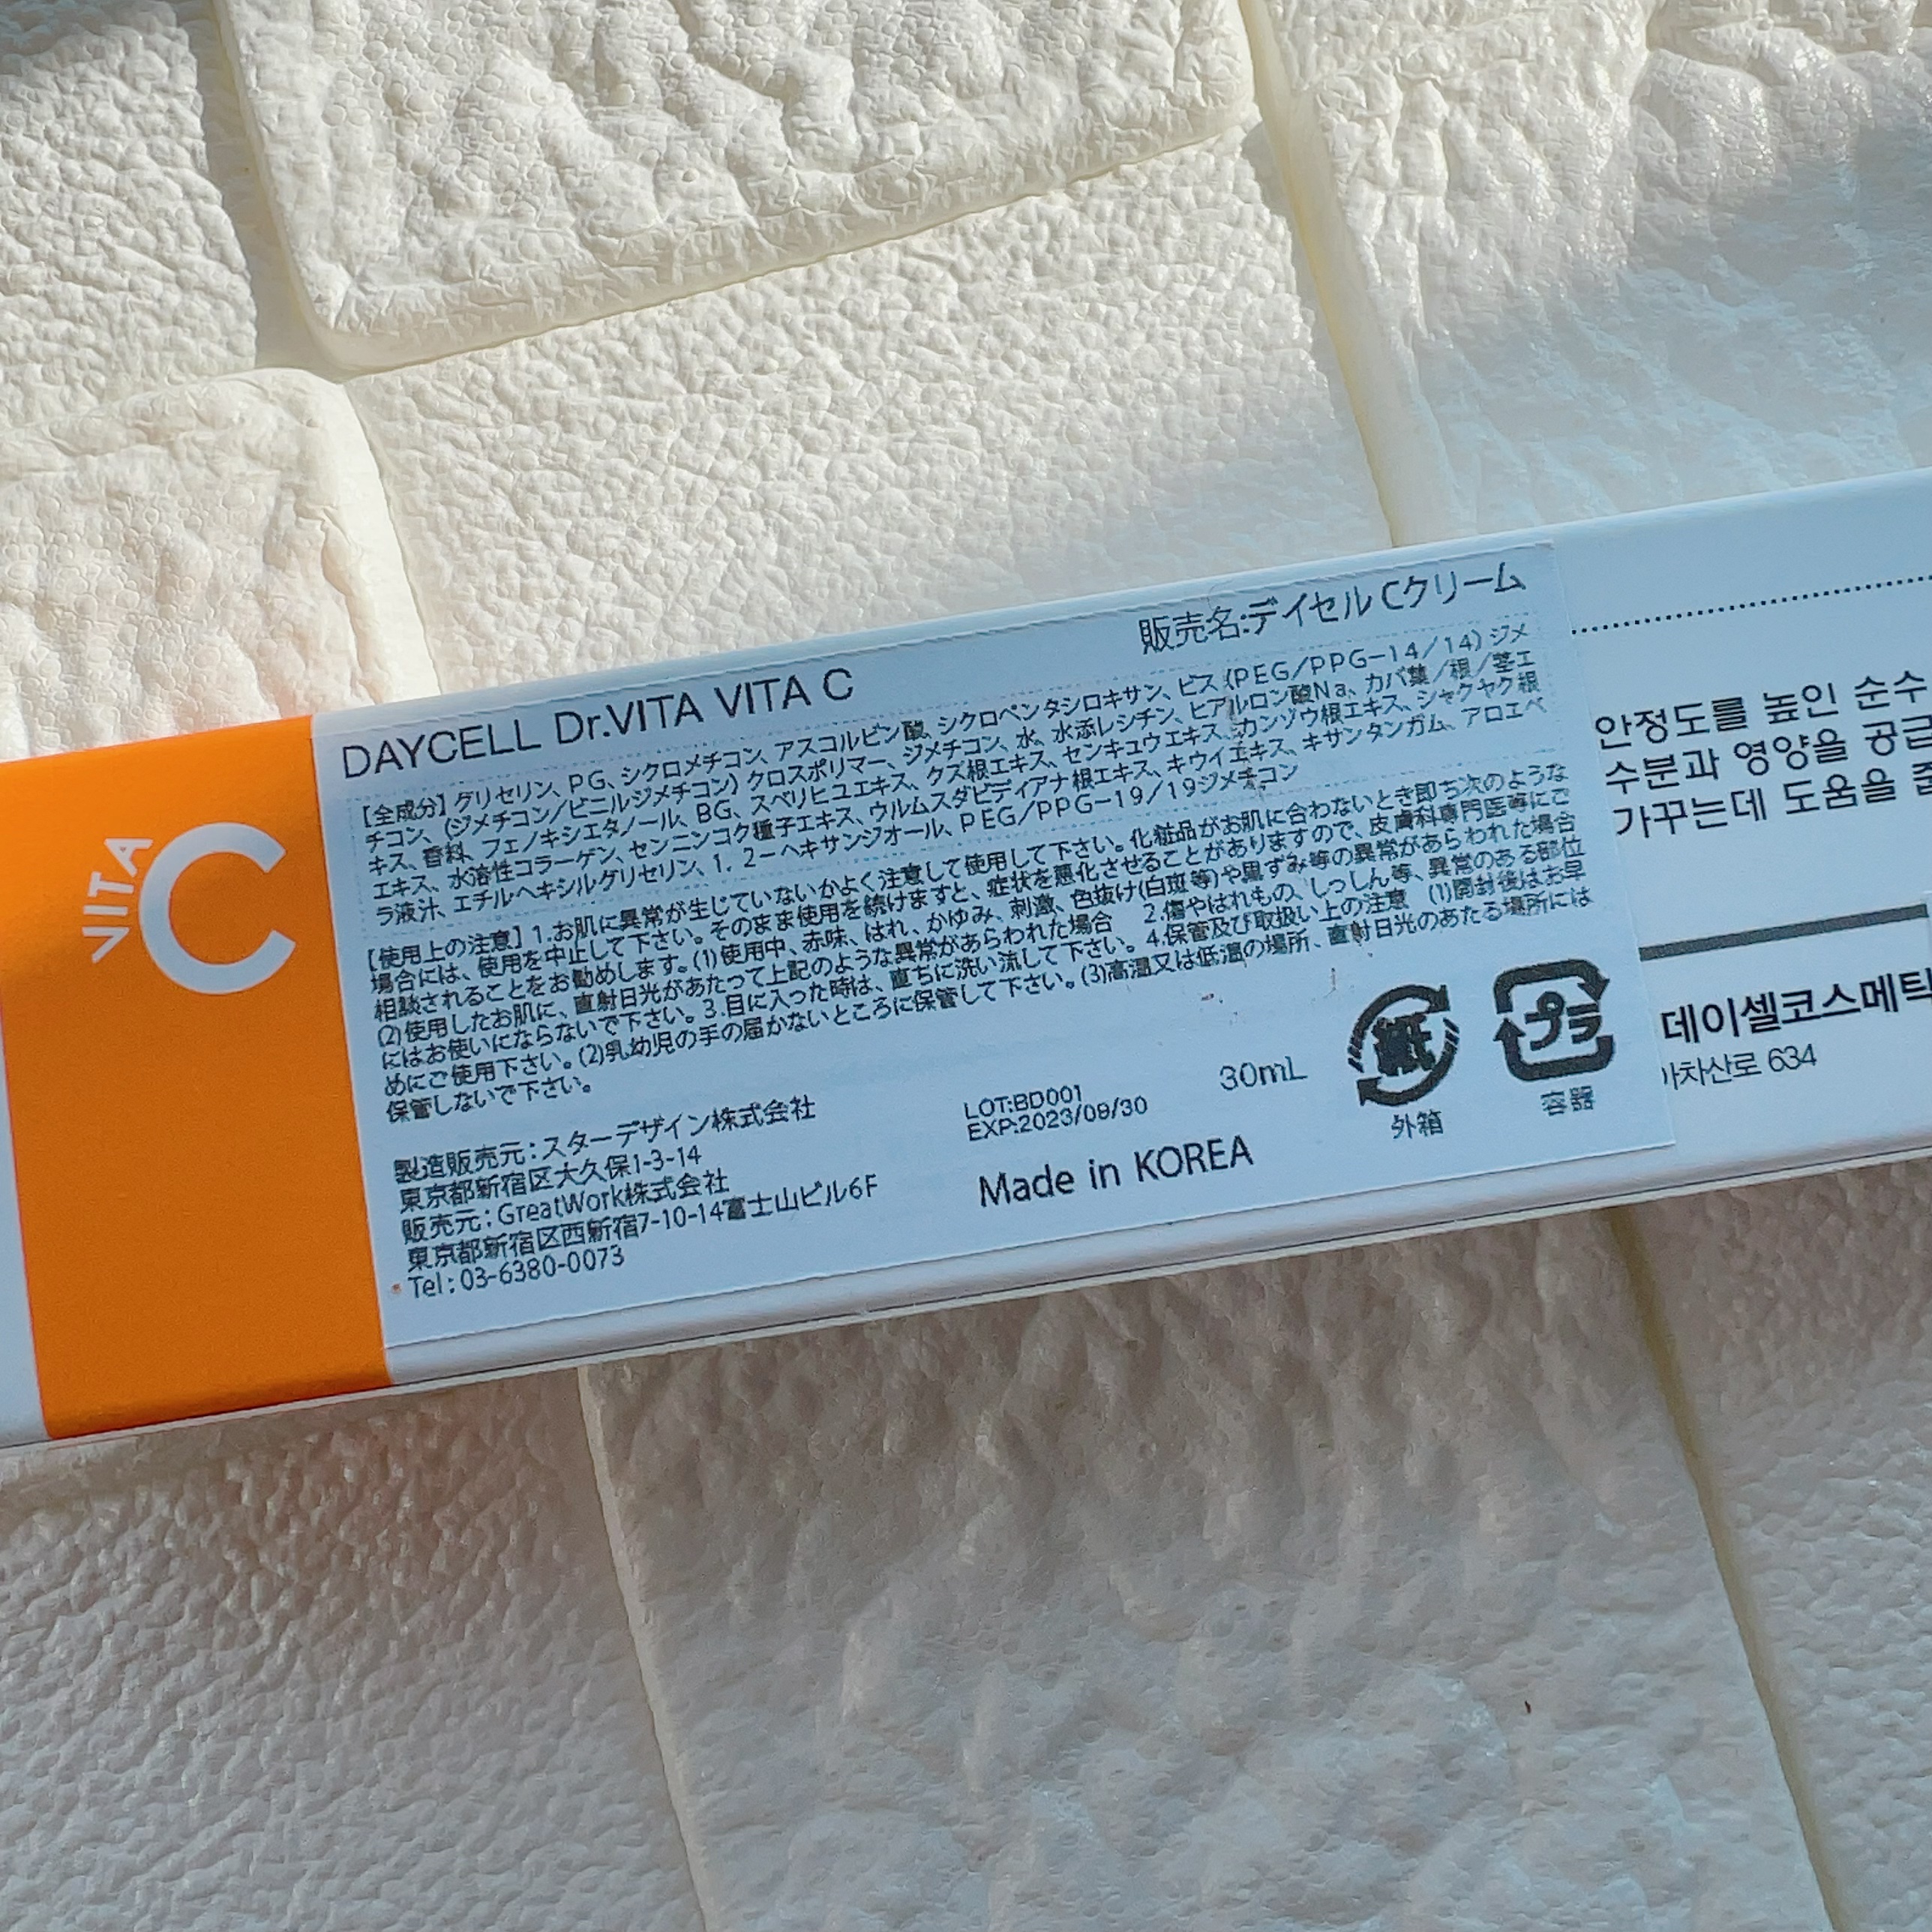 VITA
C
DAYCELL Dr.VITA VITA C
販売名:デイセル Cクリーム
【全成分】グリセリン、PG、シクロメチコン、アスコルビン酸、シクロペンタシロキサン、ビス（PEG/PPG−14/14）ジメ
チコン、(ジメチコン/ビニルジメチコン）クロスポリマー、ジメチコン、水、水添レシチン、ヒアルロン酸Na、カバ葉/根/茎エ
キス、香料、フェノキシエタノール、BG、スベリヒユエキス、クズ根エキス、センキュウエキス、カンゾウ根エキス、シャクヤク根
エキス、水溶性コラーゲン、センニンコク種子エキス、ウルムスダビディアナ根エキス、キウイエキス、キサンタンガム、アロエベ
ラ液汁、エチルヘキシルグリセリン、1，2−ヘキサンジオール、PEG/PPG−19/19ジメチコン
【使用上の注意】1.お肌に異常が生じていないかよく注意して使用して下さい。化粧品がお肌に合わないとき即ち次のような
場合には、使用を中止して下さい。そのまま使用を続けますと、症状を悪化させることがありますので、皮膚科専門医等にご
相談されることをお勧めします。(1)使用中、赤味、はれ、かゆみ、刺激、色抜け(白斑等)や黒ずみ等の異常があらわれた場合
(2)使用したお肌に、直射日光があたって上記のような異常があらわれた場合　2.傷やはれもの、しっしん等、異常のある部位
にはお使いにならないで下さい。3.目に入った時は、直ちに洗い流して下さい。4.保管及び取扱い上の注意　(1)開封後はお早
めにご使用下さい。(2)乳幼児の手の届かないところに保管して下さい。(3)高温又は低温の場所、直射日光のあたる場所には
保管しないで下さい。
製造販売元：スターデザイン株式会社
東京都新宿区大久保1-3-14
販売元：GreatWork株式会社
東京都新宿区西新宿7-10-14富士山ビル6F
Tel：03-6380-0073
LOT:BD001
EXP:2023/09/30
30mL
Made in KOREA
紙
外箱
プラ
容器
안정도를 높인 순수
수분과 영양을 공급
가꾸는데 도움을 줍
데이셀코스메틱
아차산로 634